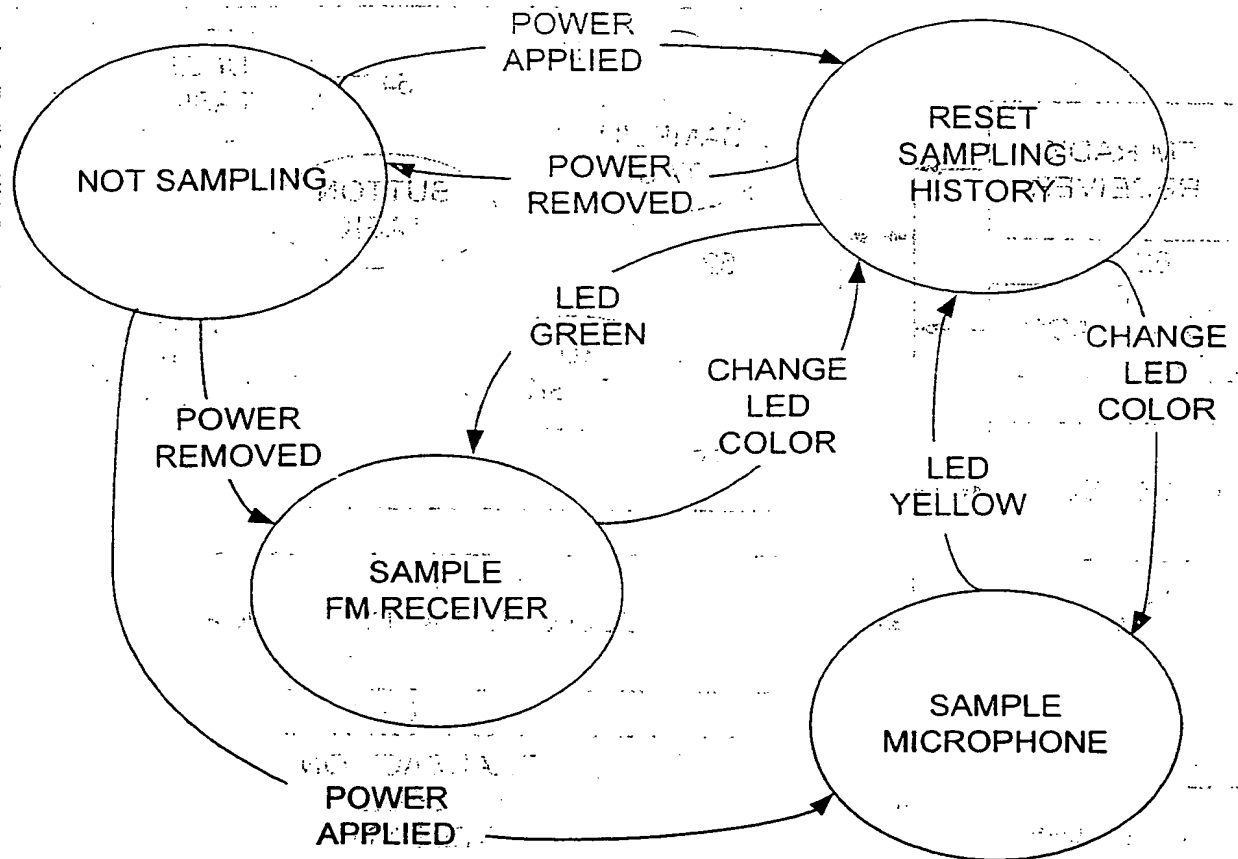 POWER
APPLIED
NOT SAMPLING
RESET
SAMPLING
HISTORY
POWER
REMOVED
LED
GREEN
CHANGE
LED
COLOR
CHANGE
LED
COLOR
POWER
REMOVED
LED
YELLOW
SAMPLE
FM RECEIVER
SAMPLE
MICROPHONE
POWER
APPLIED